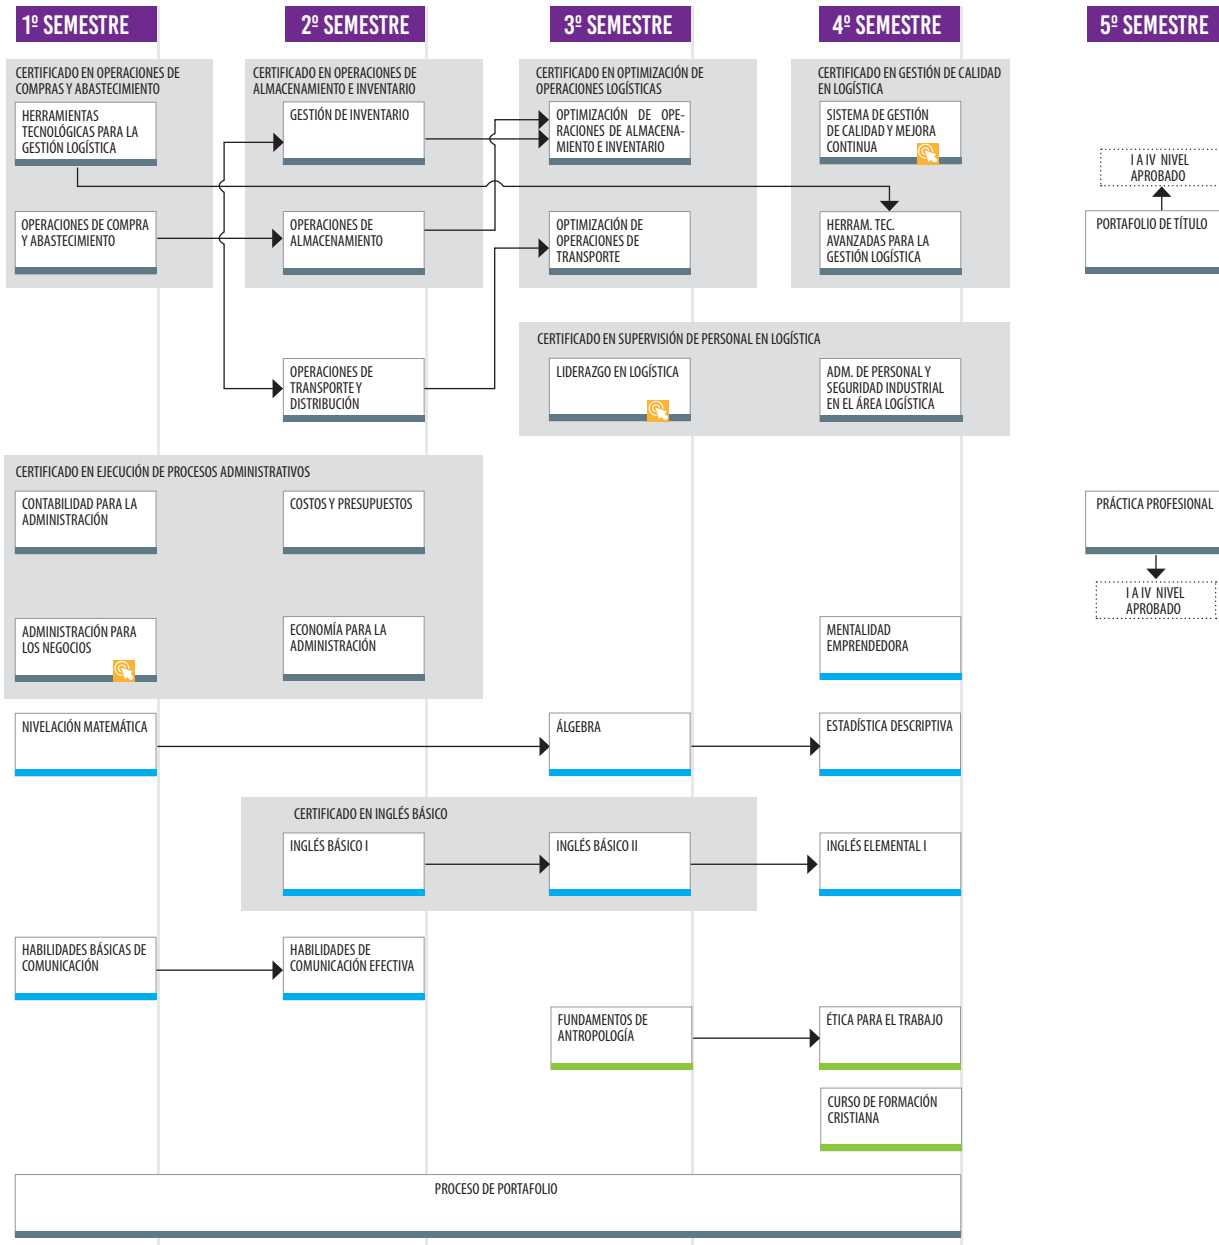 1º SEMESTRE
2º SEMESTRE
3º SEMESTRE
4º SEMESTRE
5º SEMESTRE
CERTIFICADO EN OPERACIONES DE
COMPRAS Y ABASTECIMIENTO
CERTIFICADO EN OPERACIONES DE
ALMACENAMIENTO E INVENTARIO
CERTIFICADO EN OPTIMIZACIÓN DE
OPERACIONES LOGÍSTICAS
CERTIFICADO EN GESTIÓN DE CALIDAD
EN LOGÍSTICA
HERRAMIENTAS
TECNOLÓGICAS PARA LA
GESTIÓN LOGÍSTICA
GESTIÓN DE INVENTARIO
OPTIMIZACIÓN DE OPE-
RACIONES DE ALMACENA-
MIENTO E INVENTARIO
SISTEMA DE GESTIÓN
DE CALIDAD Y MEJORA
CONTINUA
I A IV NIVEL
APROBADO
OPERACIONES DE COMPRA
Y ABASTECIMIENTO
OPERACIONES DE
ALMACENAMIENTO
OPTIMIZACIÓN DE
OPERACIONES DE
TRANSPORTE
HERRAM. TEC.
AVANZADAS PARA LA
GESTIÓN LOGÍSTICA
PORTAFOLIO DE TÍTULO
CERTIFICADO EN SUPERVISIÓN DE PERSONAL EN LOGÍSTICA
OPERACIONES DE
TRANSPORTE Y
DISTRIBUCIÓN
LIDERAZGO EN LOGÍSTICA
ADM. DE PERSONAL Y
SEGURIDAD INDUSTRIAL
EN EL ÁREA LOGÍSTICA
CERTIFICADO EN EJECUCIÓN DE PROCESOS ADMINISTRATIVOS
CONTABILIDAD PARA LA
ADMINISTRACIÓN
COSTOS Y PRESUPUESTOS
PRÁCTICA PROFESIONAL
I A IV NIVEL
APROBADO
ADMINISTRACIÓN PARA
LOS NEGOCIOS
ECONOMÍA PARA LA
ADMINISTRACIÓN
MENTALIDAD
EMPRENDEDORA
NIVELACIÓN MATEMÁTICA
ÁLGEBRA
ESTADÍSTICA DESCRIPTIVA
CERTIFICADO EN INGLÉS BÁSICO
INGLÉS BÁSICO I
INGLÉS BÁSICO II
INGLÉS ELEMENTAL I
HABILIDADES BÁSICAS DE
COMUNICACIÓN
HABILIDADES DE
COMUNICACIÓN EFECTIVA
FUNDAMENTOS DE
ANTROPOLOGÍA
ÉTICA PARA EL TRABAJO
CURSO DE FORMACIÓN
CRISTIANA
PROCESO DE PORTAFOLIO